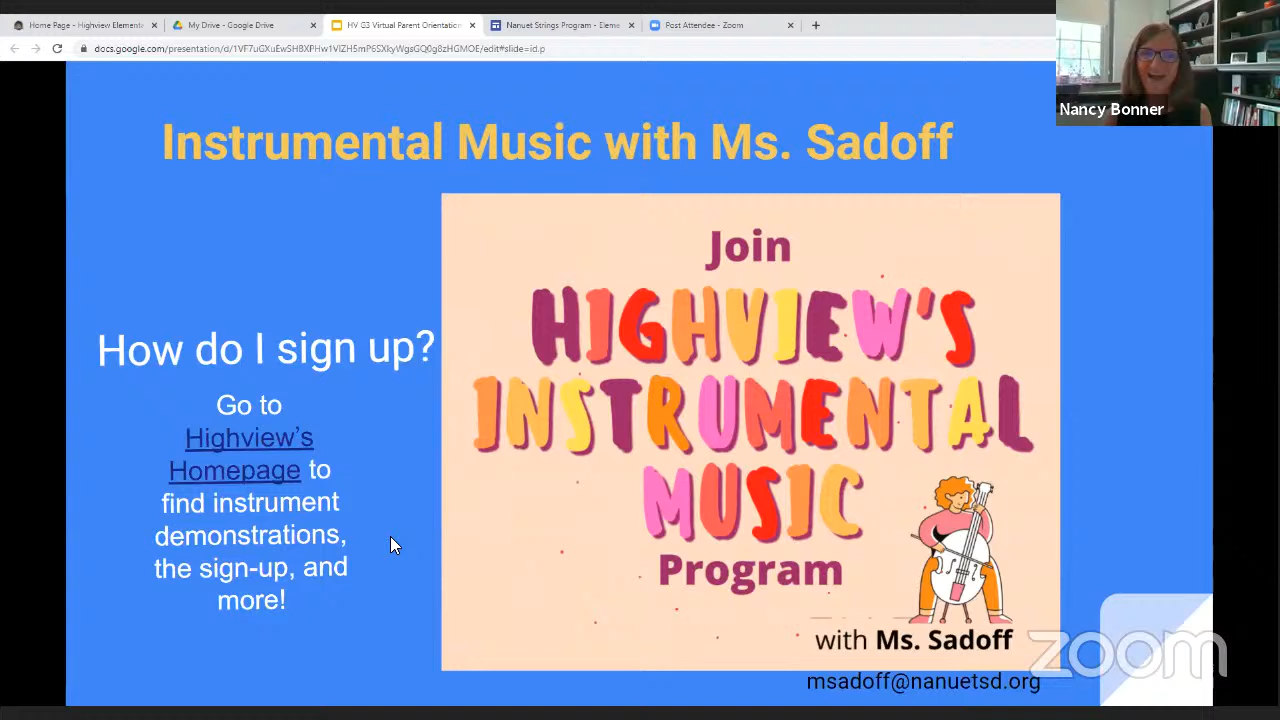 Home Page - Highview Elementa
My Drive - Google Drive
HV G3 Virtual Parent Orientation
Nanuet Strings Program - Eleme
Post Attendee - Zoom
Nancy Bonner
Instrumental Music with Ms. Sadoff
How do I sign up?
Go to
Highview's
Homepage to
find instrument
demonstrations,
the sign-up, and
more!
Join
HIGHVIEW'S
INSTRUMENTAL
MUSIC
Program
with Ms. Sadoff
msadoff@nanuetsd.org
zoom